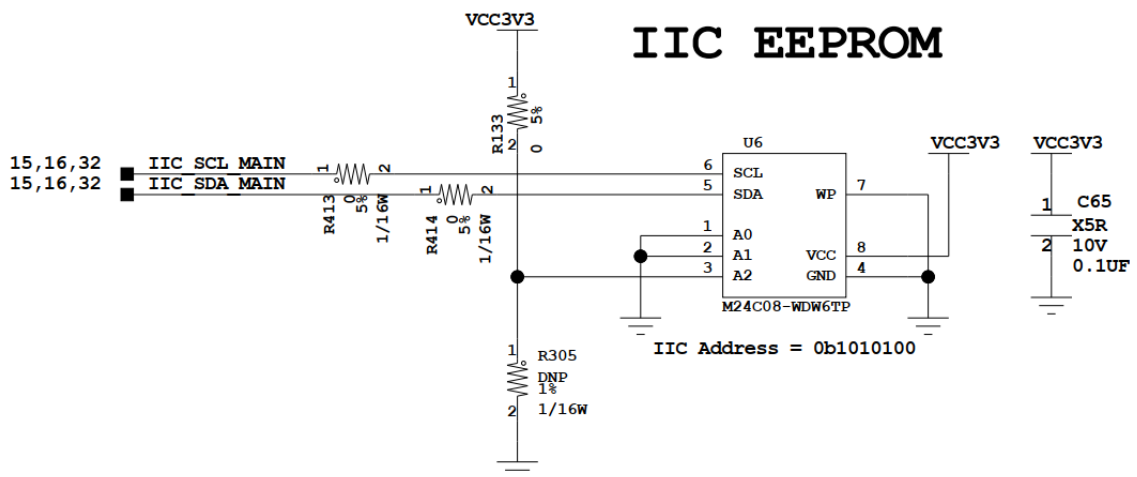 VCC3V3
IIC EEPROM
1
R133
5%
2
0
15,16,32
IIC_SCL_MAIN
15,16,32
IIC_SDA_MAIN
1
2
R413
0
5%
1/16W
1
2
R414
0
5%
1/16W
U6
6
SCL
5
SDA
1
A0
2
A1
3
A2
WP
7
VCC
8
GND
4
M24C08-WDW6TP
IIC Address = 0b1010100
VCC3V3
VCC3V3
1
C65
X5R
2
10V
0.1UF
1
R305
DNP
1%
2
1/16W